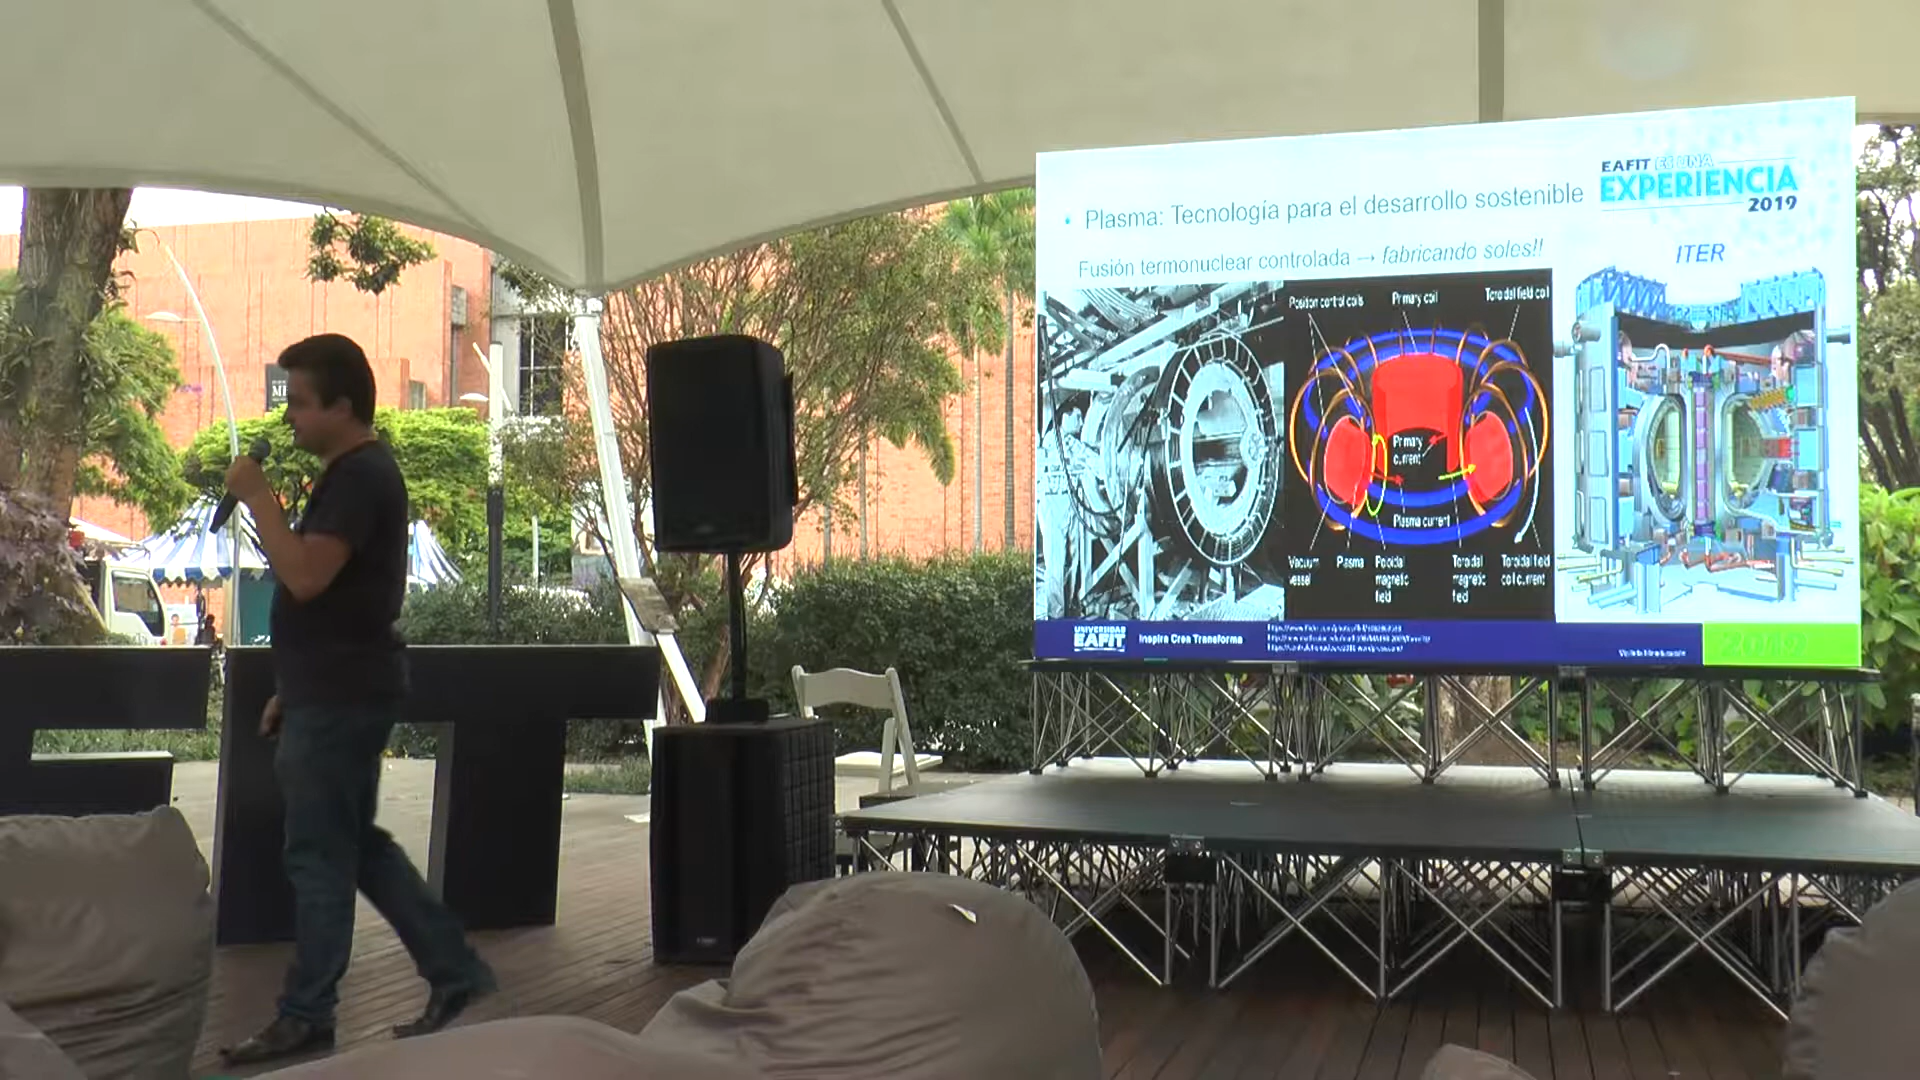 EAFIT ES UNA
EXPERIENCIA
2019
• Plasma: Tecnología para el desarrollo sostenible
Fusión termonuclear controlada → fabricando soles!!
ITER
Position control coils
Primary coil
Toroidal field coil
Primary
current
Plasma current
Vacuum
vessel
Plasma
Poloidal
magnetic
field
Toroidal
magnetic
field
Toroidal field
coil current
UNIVERSIDAD
EAFIT
Inspira Crea Transforma
2019